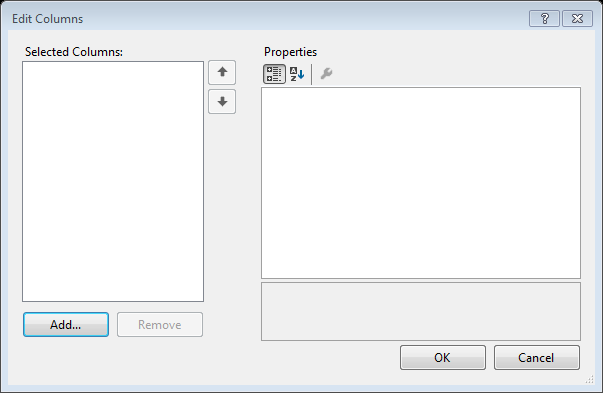 Edit Columns
Selected Columns:
Properties
Add...
Remove
OK
Cancel